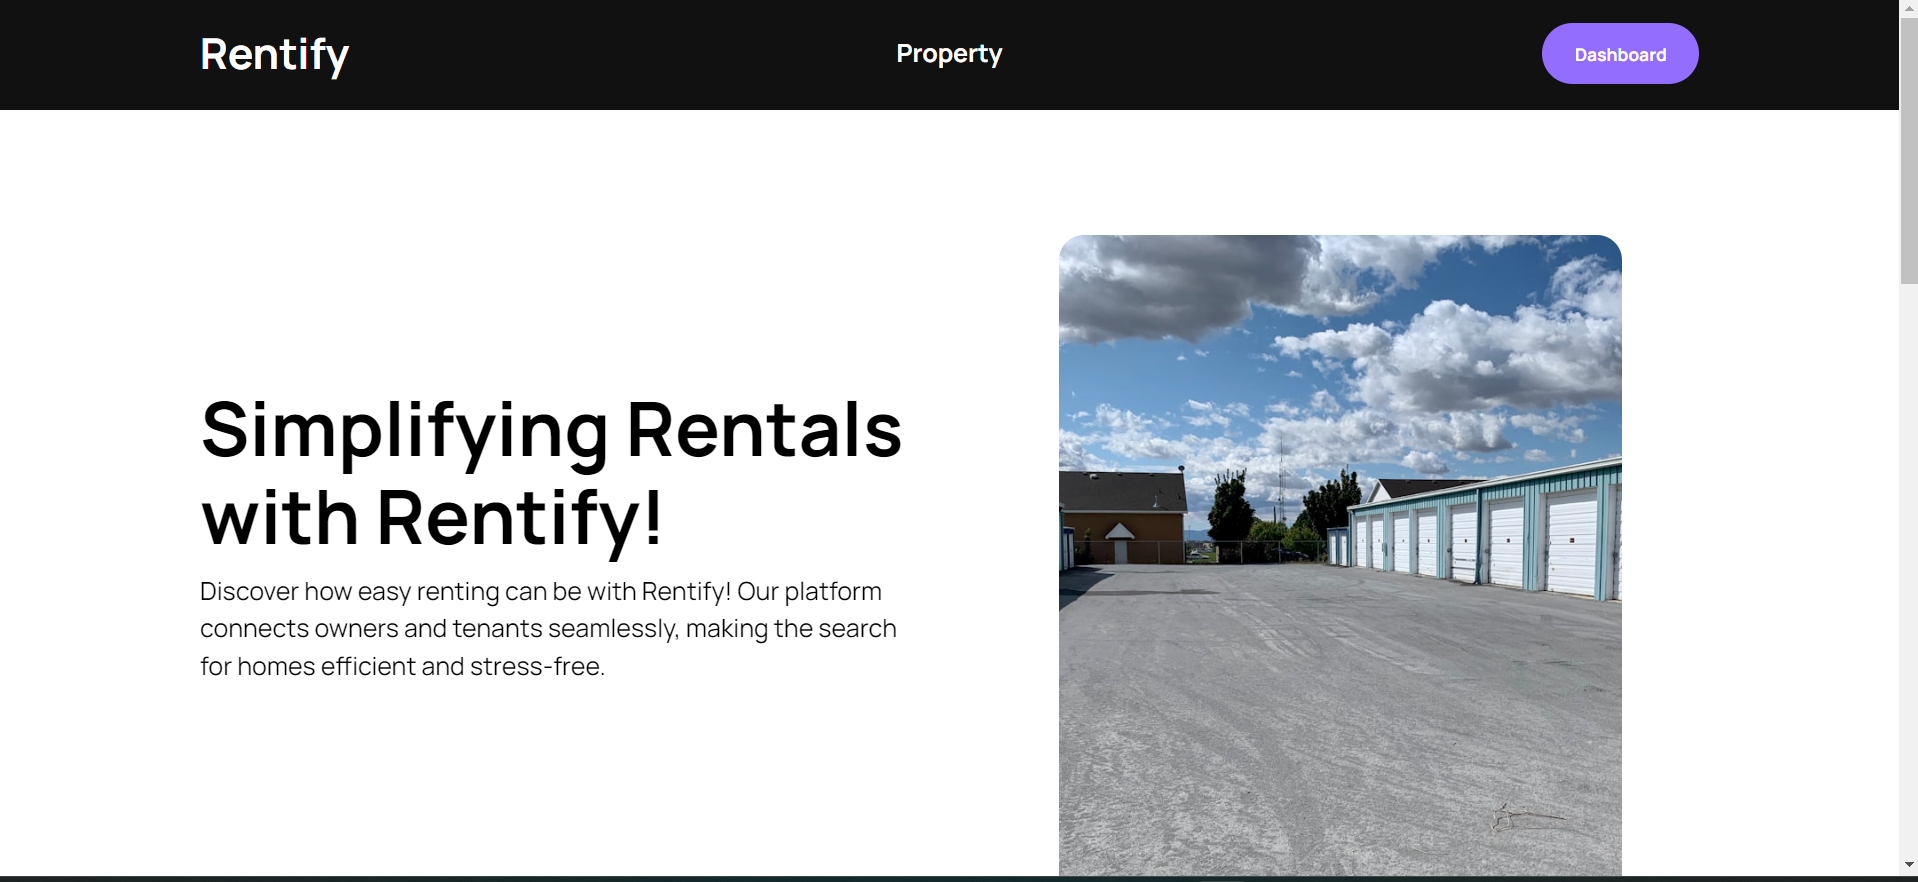 Rentify
Property
Dashboard
Simplifying Rentals
with Rentify!
Discover how easy renting can be with Rentify! Our platform
connects owners and tenants seamlessly, making the search
for homes efficient and stress-free.